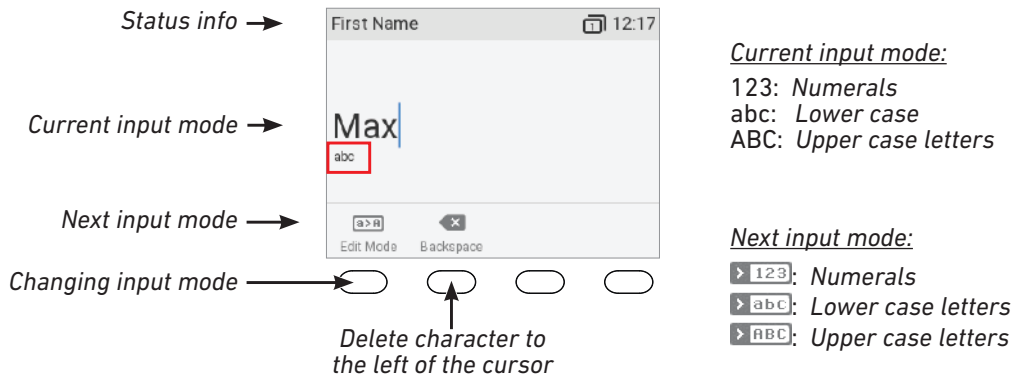 Status info
First Name 1 12:17
Current input mode:
123: Numerals
abc: Lower case
ABC: Upper case letters
Current input mode
Max
abc
Next input mode
a>A
Edit Mode Backspace
Next input mode:
> 123: Numerals
> abc: Lower case letters
> ABC: Upper case letters
Changing input mode
Delete character to
the left of the cursor